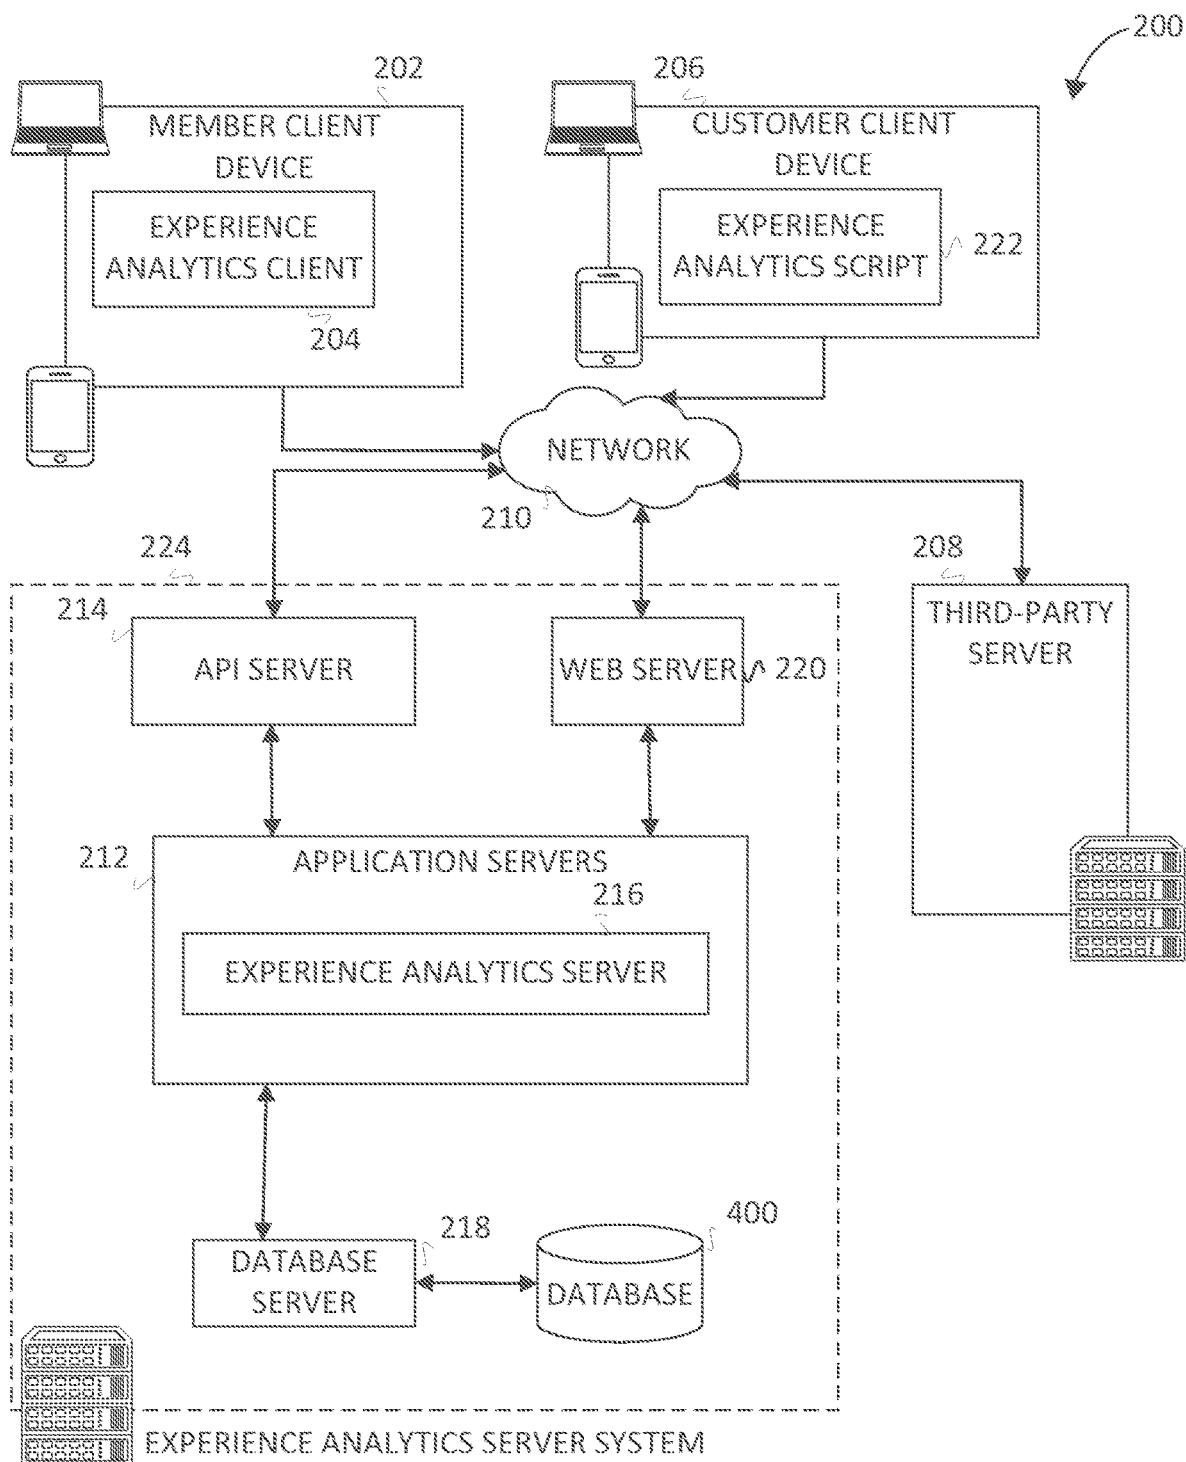 200
202
MEMBER CLIENT
DEVICE
EXPERIENCE
ANALYTICS CLIENT
204
206
CUSTOMER CLIENT
DEVICE
EXPERIENCE
ANALYTICS SCRIPT
222
NETWORK
210
224
214
API SERVER
WEB SERVER
220
208
THIRD-PARTY
SERVER
212
APPLICATION SERVERS
216
EXPERIENCE ANALYTICS SERVER
218
DATABASE
SERVER
400
DATABASE
EXPERIENCE ANALYTICS SERVER SYSTEM